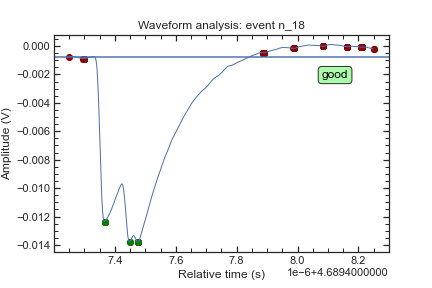 Waveform analysis: event n_18
0.000
−0.002
−0.004
−0.006
−0.008
−0.010
−0.012
−0.014
Amplitude (V)
good
7.4 7.6 7.8 8.0 8.2
Relative time (s)
1e−6+4.6894000000